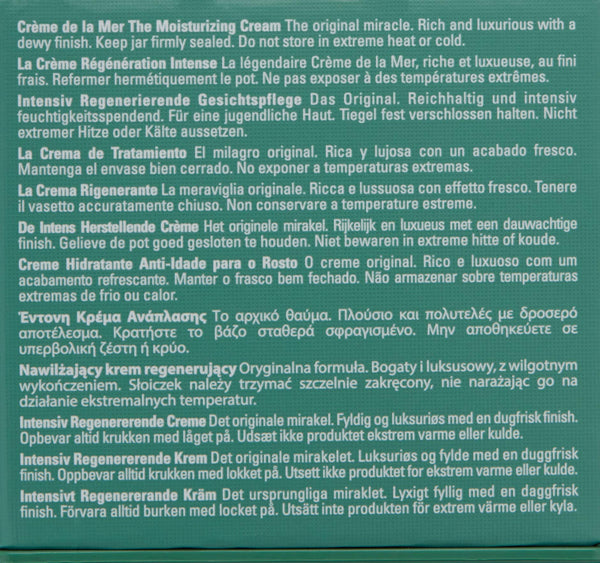 Crème de la Mer The Moisturizing Cream The original miracle. Rich and luxurious with a
dewy finish. Keep jar firmly sealed. Do not store in extreme heat or cold.
La Crème Régénération Intense La légendaire Crème de la Mer, riche et luxueuse, au fini
frais. Refermer hermétiquement le pot. Ne pas exposer à des températures extrêmes.
Intensiv Regenerierende Gesichtspflege Das Original. Reichhaltig und intensiv
feuchtigkeitsspendend. Für eine jugendliche Haut. Tiegel fest verschlossen halten. Nicht
extremer Hitze oder Kälte aussetzen.
La Crema de Tratamiento El milagro original. Rica y lujosa con un acabado fresco.
Mantenga el envase bien cerrado. No exponer a temperaturas extremas.
La Crema Rigenerante La meraviglia originale. Ricca e lussuosa con effetto fresco. Tenere
il vasetto accuratamente chiuso. Non conservare a temperature estreme.
De Intens Herstellende Crème Het originele mirakel. Rijkelijk en luxueus met een dauwachtige
finish. Gelieve de pot goed gesloten te houden. Niet bewaren in extreme hitte of koude.
Creme Hidratante Anti-Idade para o Rosto O creme original. Rico e luxuoso com um
acabamento refrescante. Manter o frasco bem fechado. Não armazenar sobre temperaturas
extremas de frio ou calor.
Έντονη Κρέμα Ανάπλασης Το αρχικό θαύμα. Πλούσιο και πολυτελές με δροσερό
αποτέλεσμα. Κρατήστε το βάζο σταθερά σφραγισμένο. Μην αποθηκεύετε σε
υπερβολική ζέστη ή κρύο.
Nawilżający krem regenerujący Oryginalna formuła. Bogaty i luksusowy, z wilgotnym
wykończeniem. Słoiczek należy trzymać szczelnie zakręcony, nie narażając go na
działanie ekstremalnych temperatur.
Intensiv Regenererende Creme Det originale mirakel. Fyldig og luksuriøs med en dugfrisk finish.
Opbevar altid krukken med låget på. Udsæt ikke produktet ekstrem varme eller kulde.
Intensiv Regenererende Krem Det originale mirakelet. Luksuriøs og fylde med en duggfrisk
finish. Oppbevar altid krukken med lokket på. Utsett ikke produktet for ekstrem varme eller kulde.
Intensivt Regenererande Kräm Det ursprungliga miraklet. Lyxigt fyllig med en daggfrisk
finish. Förvara alltid burken med locket på. Utsätt inte produkten för extrem värme eller kyla.